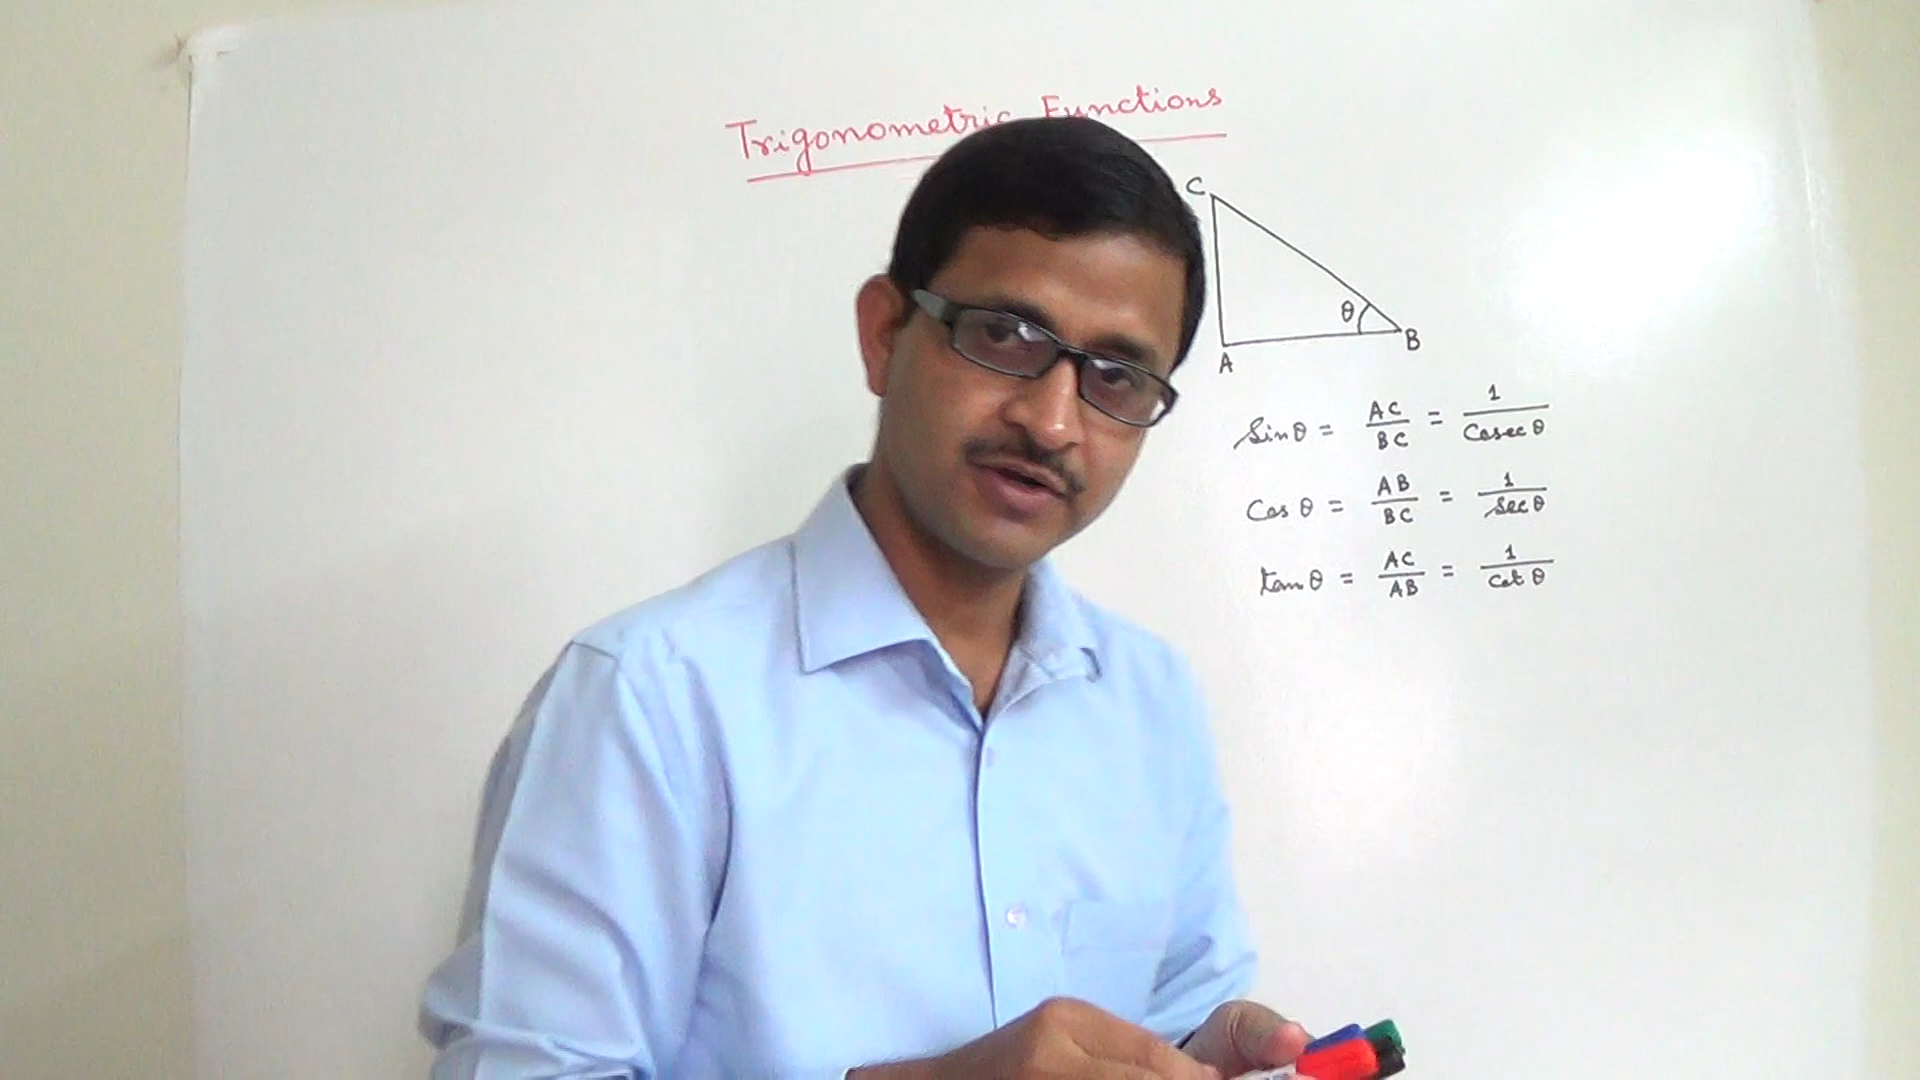 Trigonometric Functions
C
θ
B
A
Sin θ = AC/BC = 1/Cosec θ
Cos θ = AB/BC = 1/Sec θ
tan θ = AC/AB = 1/Cot θ